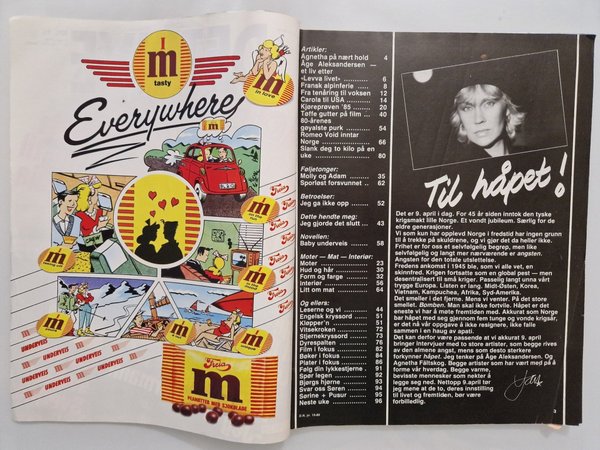 I
m
tasty
m
in love
Everywhere
m
Freia
m
Freia
m
PEANØTTER MED SJOKOLADE
m UNDERVEIS
Artikler:
Agnetha på nært hold 4
Åge Aleksandersen —
et liv etter
«Levva livet» 6
Fransk alpinferie 8
Fra tenåring til voksen 12
Carola til USA 14
Kjøreprøven '85 20
Tøffe gutter på film 40
80-årenes
gøyalste purk 54
Romeo Void inntar
Norge 66
Slank deg to kilo på en
uke 80
Føljetonger:
Molly og Adam 35
Sporløst forsvunnet 62
Betroelser:
Jeg ga ikke opp 52
Dette hendte meg:
Jeg gjorde det slutt 43
Novellen:
Baby underveis 58
Moter — Mat — Interiør:
Moter 23
Hud og hår 30
Form og farge 32
Interiør 56
Litt om mat 64
Og ellers:
Leserne og vi 44
Engelsk kryssord 51
Klepper'n 71
Vitsekroken 72
Stjernekryssord 74
Dyrespalten 76
Film i fokus 82
Bøker i fokus 84
Plater i fokus 86
Følg din lykkestjerne 91
Spør legen 92
Bjørgs hjørne 94
Svar oss Søren 94
Sørine + Pusur 95
Neste uke 96
Til håpet!
Det er 9. april i dag. For 45 år siden inntok den tyske
krigsmakt lille Norge. Et vondt jubileum. Særlig for de
eldre generasjoner.
Vi som kun har opplevd Norge i fredstid har ingen grunn
til å trekke på skuldrene, og vi gjør det da heller ikke.
Fred er for oss et selvfølgelig begrep, men like
selvfølgelig og langt mer nærværende er angsten.
Angsten for den totale utslettelse.
Fredens ankomst i 1945 ble, som vi alle vet, en
skinnfred. Krigen fortsatte som en global pest — men
desentralisert og stykket opp. Passelig langt unna vårt
trygge Europa. Listen er lang. Midt-Østen, Korea,
Vietnam, Kampuchea, Afrika, Syd-Amerika.
Det smeller i det fjerne. Mens vi venter. På det store
smellet. Bomben. Man skal ikke fortvile. Håpet er det
eneste vi har å møte fremtiden med. Akkurat som Norge
bar håpet med seg gjennom fem tunge og vonde krigsår,
er det nå vår oppgave å ikke resignere, ikke falle
sammen i en haug av apati.
Det kan derfor være passende at vi akkurat 9. april
bringer intervjuer med to store artister, som begge rives
av den almene angst, mens som desto sterkere
forkynner håpet. Jeg tenker på Åge Aleksandersen. Og
Agnetha Fältskog. Begge artister som har vært med på å
forme vår hverdag. Begge varme,
bevisste mennesker som nekter å
legge seg ned. Nettopp 9.april tør
jeg mene at de to, deres innstilling
til livet og fremtiden, bør være
forbilledlig.
3